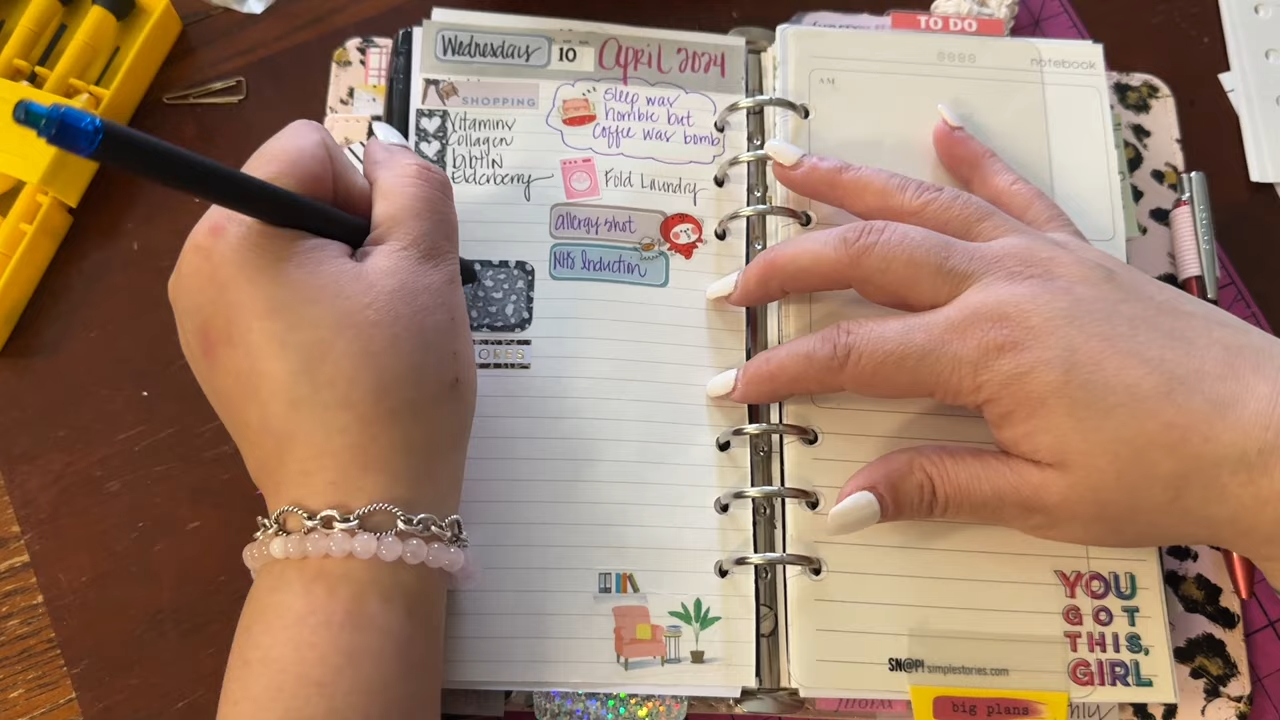 Wednesday
10
April 2024
SHOPPING
Vitamins
Collagen
Elderberry
sleep was
horrible but
coffee was bomb
Fold Laundry
allergy shot
NHS Induction
ORES
TO DO
notebook
AM
YOU
GOT
THIS,
GIRL
SN@P! simplestories.com
big plans